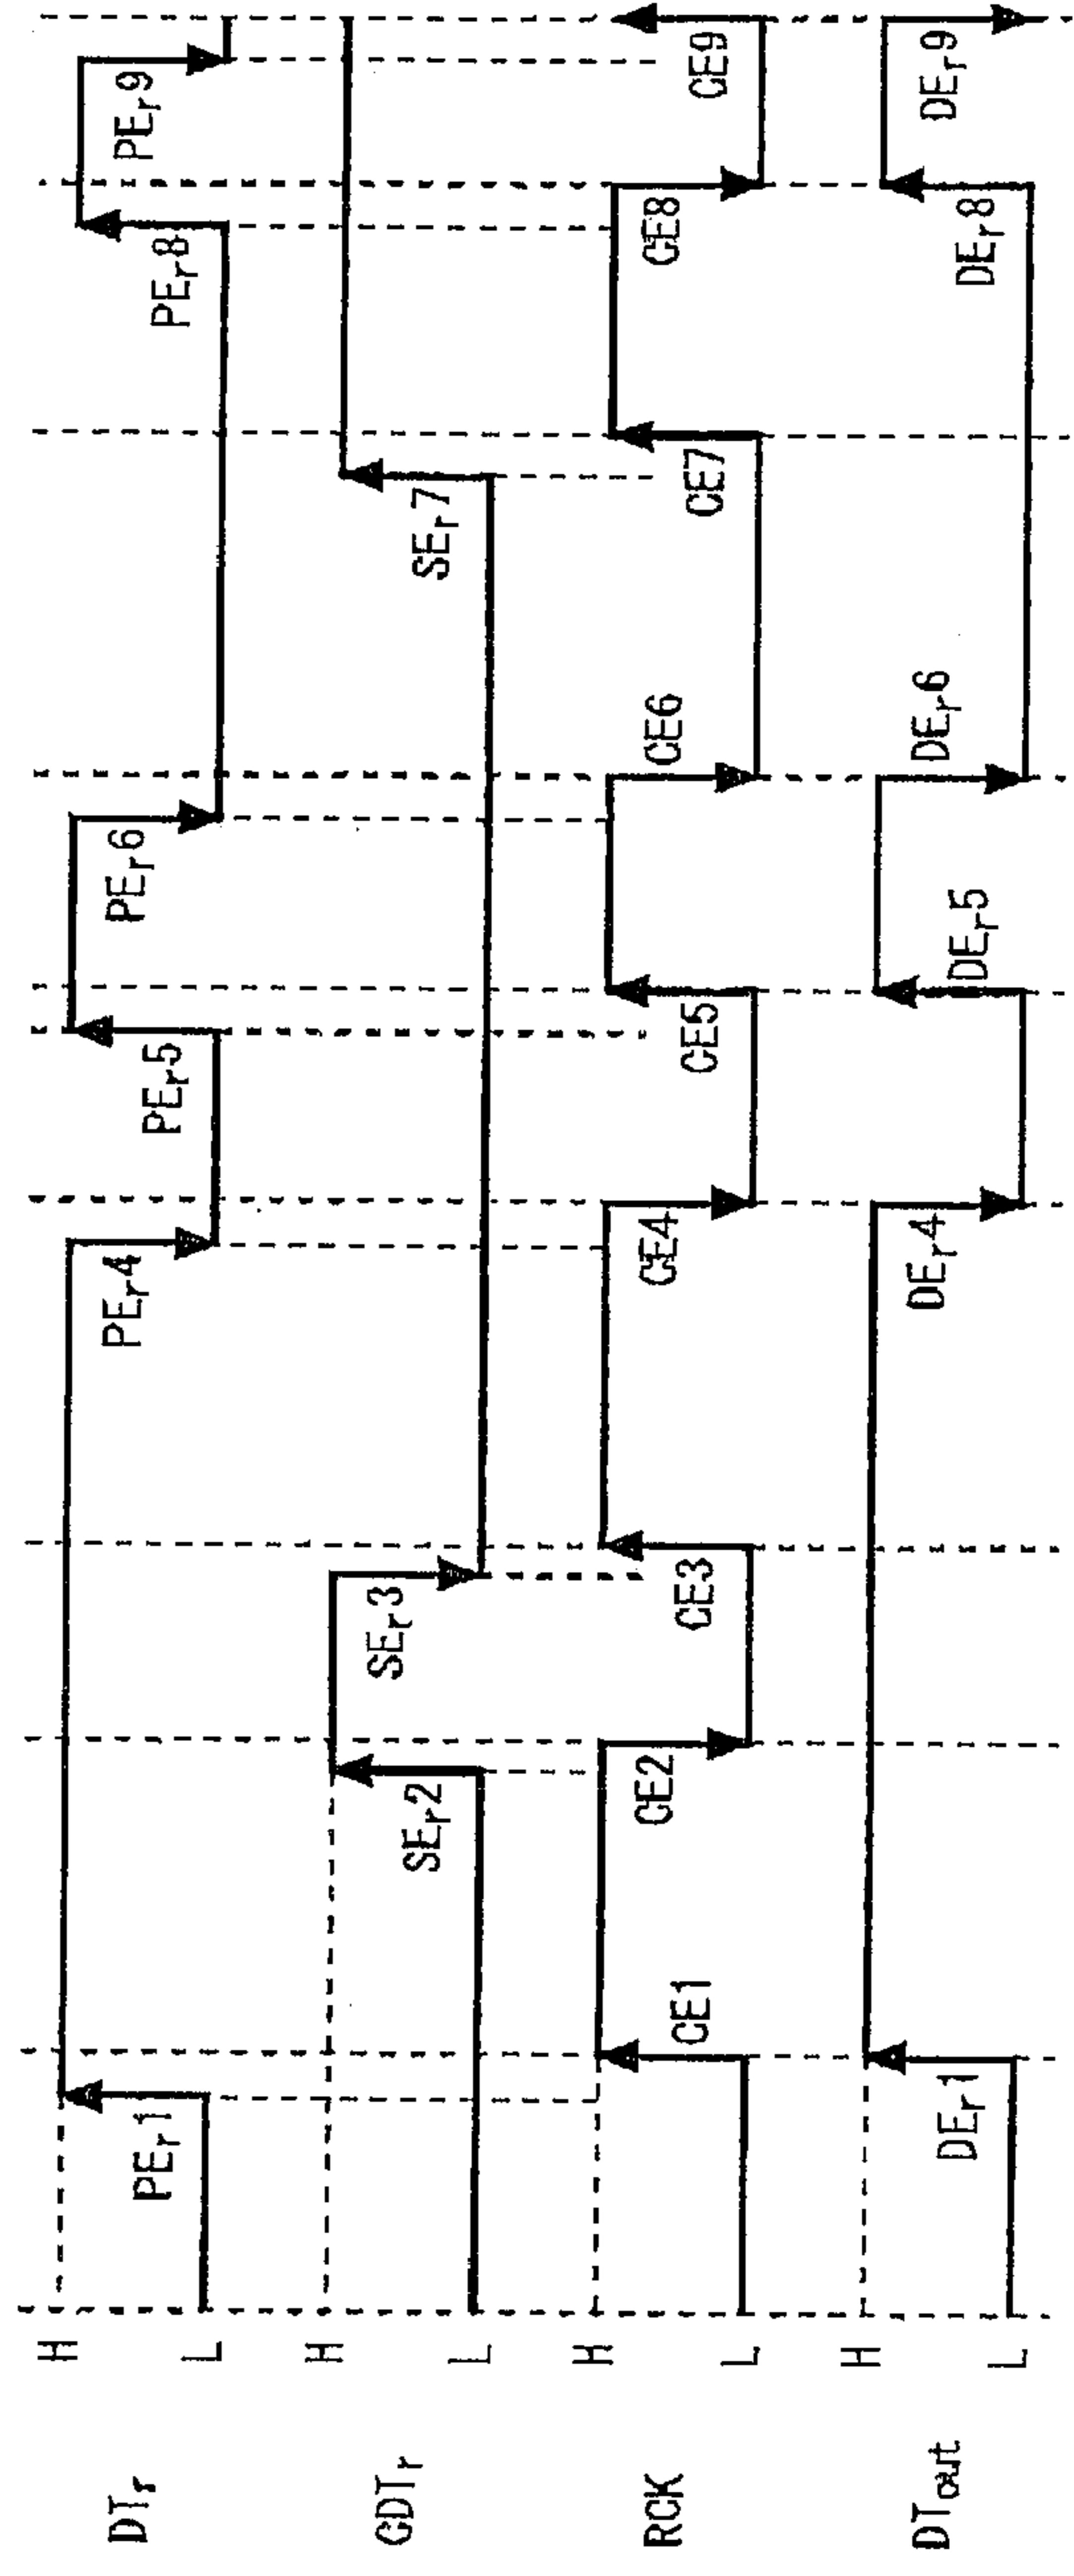 DTr H L PEr1 PEr4 PEr5 PEr6 PEr8 PEr9
CDTr H L SEr2 SEr3 SEr7
RCK H L CE1 CE2 CE3 CE4 CE5 CE6 CE7 CE8 CE9
DTout H L DEr1 DEr4 DEr5 DEr6 DEr8 DEr9